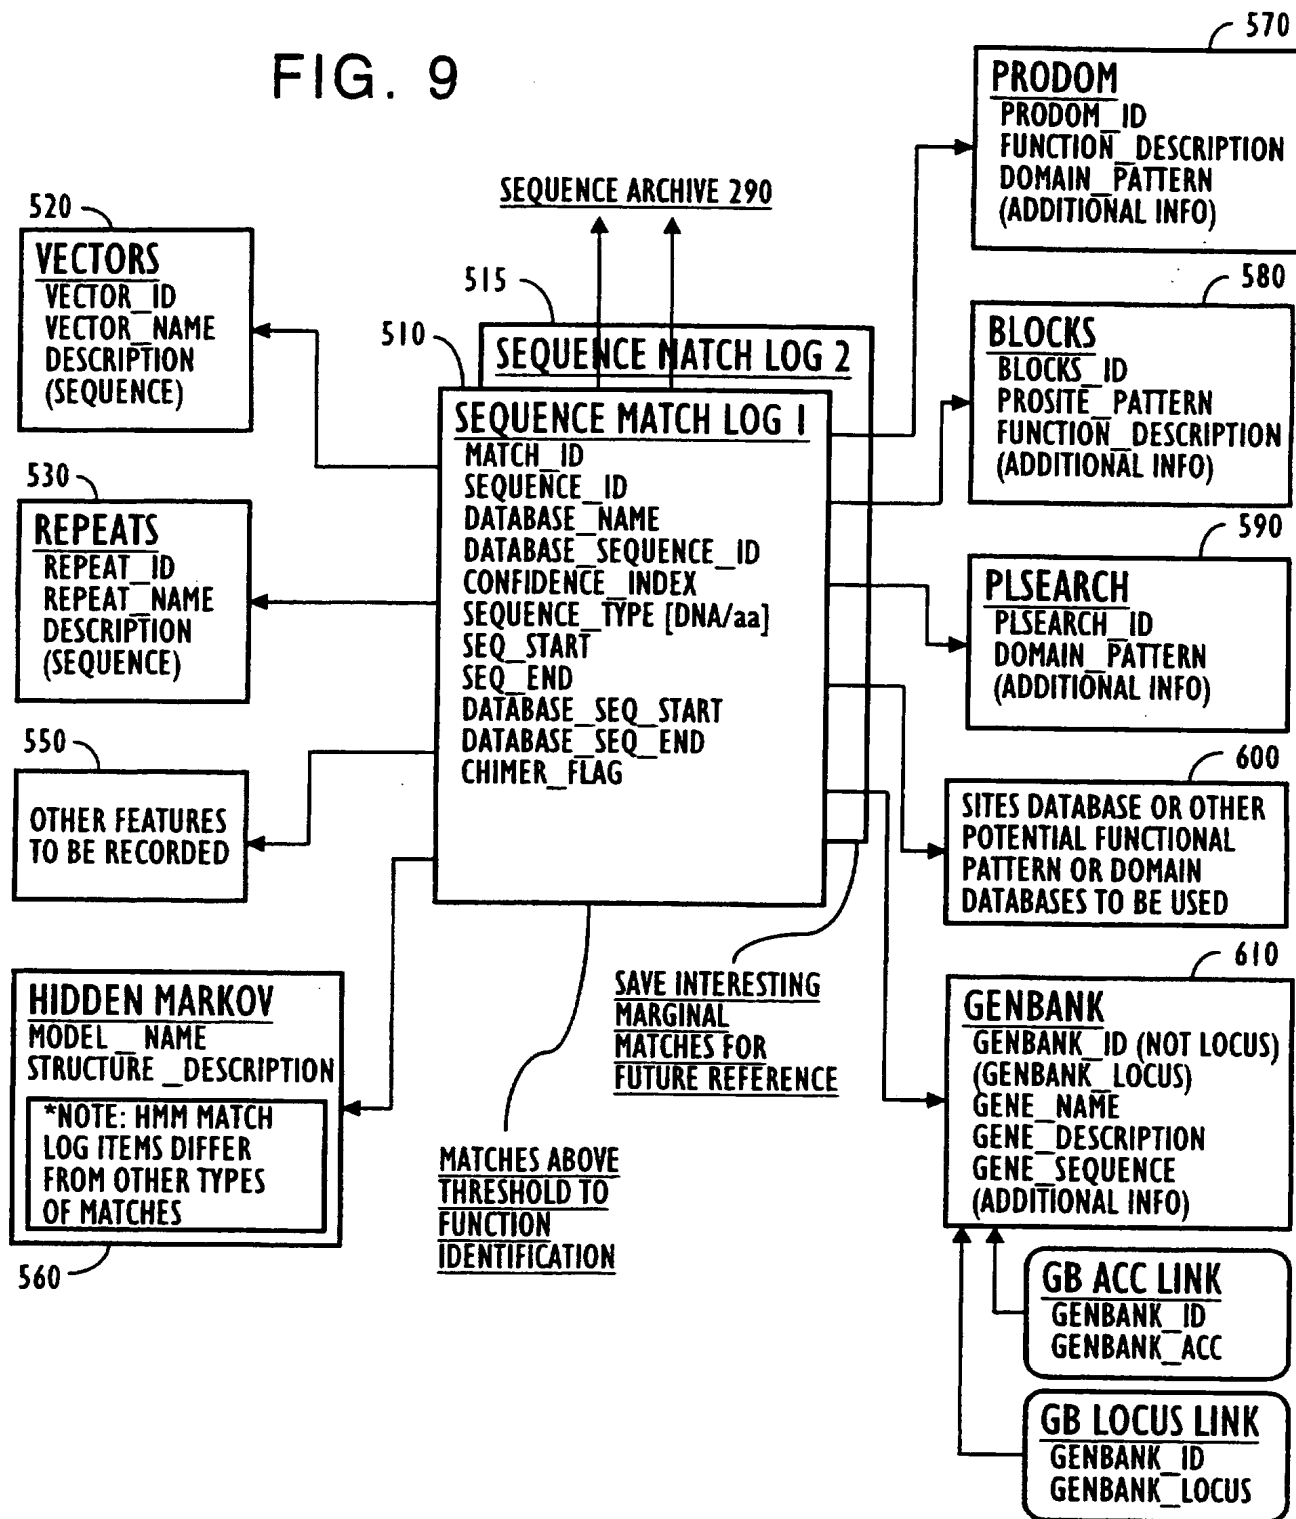 FIG. 9
570
PRODOM
PRODOM_ID
FUNCTION_DESCRIPTION
DOMAIN_PATTERN
(ADDITIONAL INFO)
SEQUENCE ARCHIVE 290
520
VECTORS
VECTOR_ID
VECTOR_NAME
DESCRIPTION
(SEQUENCE)
515
SEQUENCE MATCH LOG 2
510
SEQUENCE MATCH LOG 1
MATCH_ID
SEQUENCE_ID
DATABASE_NAME
DATABASE_SEQUENCE_ID
CONFIDENCE_INDEX
SEQUENCE_TYPE [DNA/aa]
SEQ_START
SEQ_END
DATABASE_SEQ_START
DATABASE_SEQ_END
CHIMER_FLAG
580
BLOCKS
BLOCKS_ID
PROSITE_PATTERN
FUNCTION_DESCRIPTION
(ADDITIONAL INFO)
530
REPEATS
REPEAT_ID
REPEAT_NAME
DESCRIPTION
(SEQUENCE)
590
PLSEARCH
PLSEARCH_ID
DOMAIN_PATTERN
(ADDITIONAL INFO)
550
OTHER FEATURES
TO BE RECORDED
600
SITES DATABASE OR OTHER
POTENTIAL FUNCTIONAL
PATTERN OR DOMAIN
DATABASES TO BE USED
HIDDEN MARKOV
MODEL_NAME
STRUCTURE_DESCRIPTION
*NOTE: HMM MATCH
LOG ITEMS DIFFER
FROM OTHER TYPES
OF MATCHES
560
MATCHES ABOVE
THRESHOLD TO
FUNCTION
IDENTIFICATION
SAVE INTERESTING
MARGINAL
MATCHES FOR
FUTURE REFERENCE
610
GENBANK
GENBANK_ID (NOT LOCUS)
(GENBANK_LOCUS)
GENE_NAME
GENE_DESCRIPTION
GENE_SEQUENCE
(ADDITIONAL INFO)
GB ACC LINK
GENBANK_ID
GENBANK_ACC
GB LOCUS LINK
GENBANK_ID
GENBANK_LOCUS